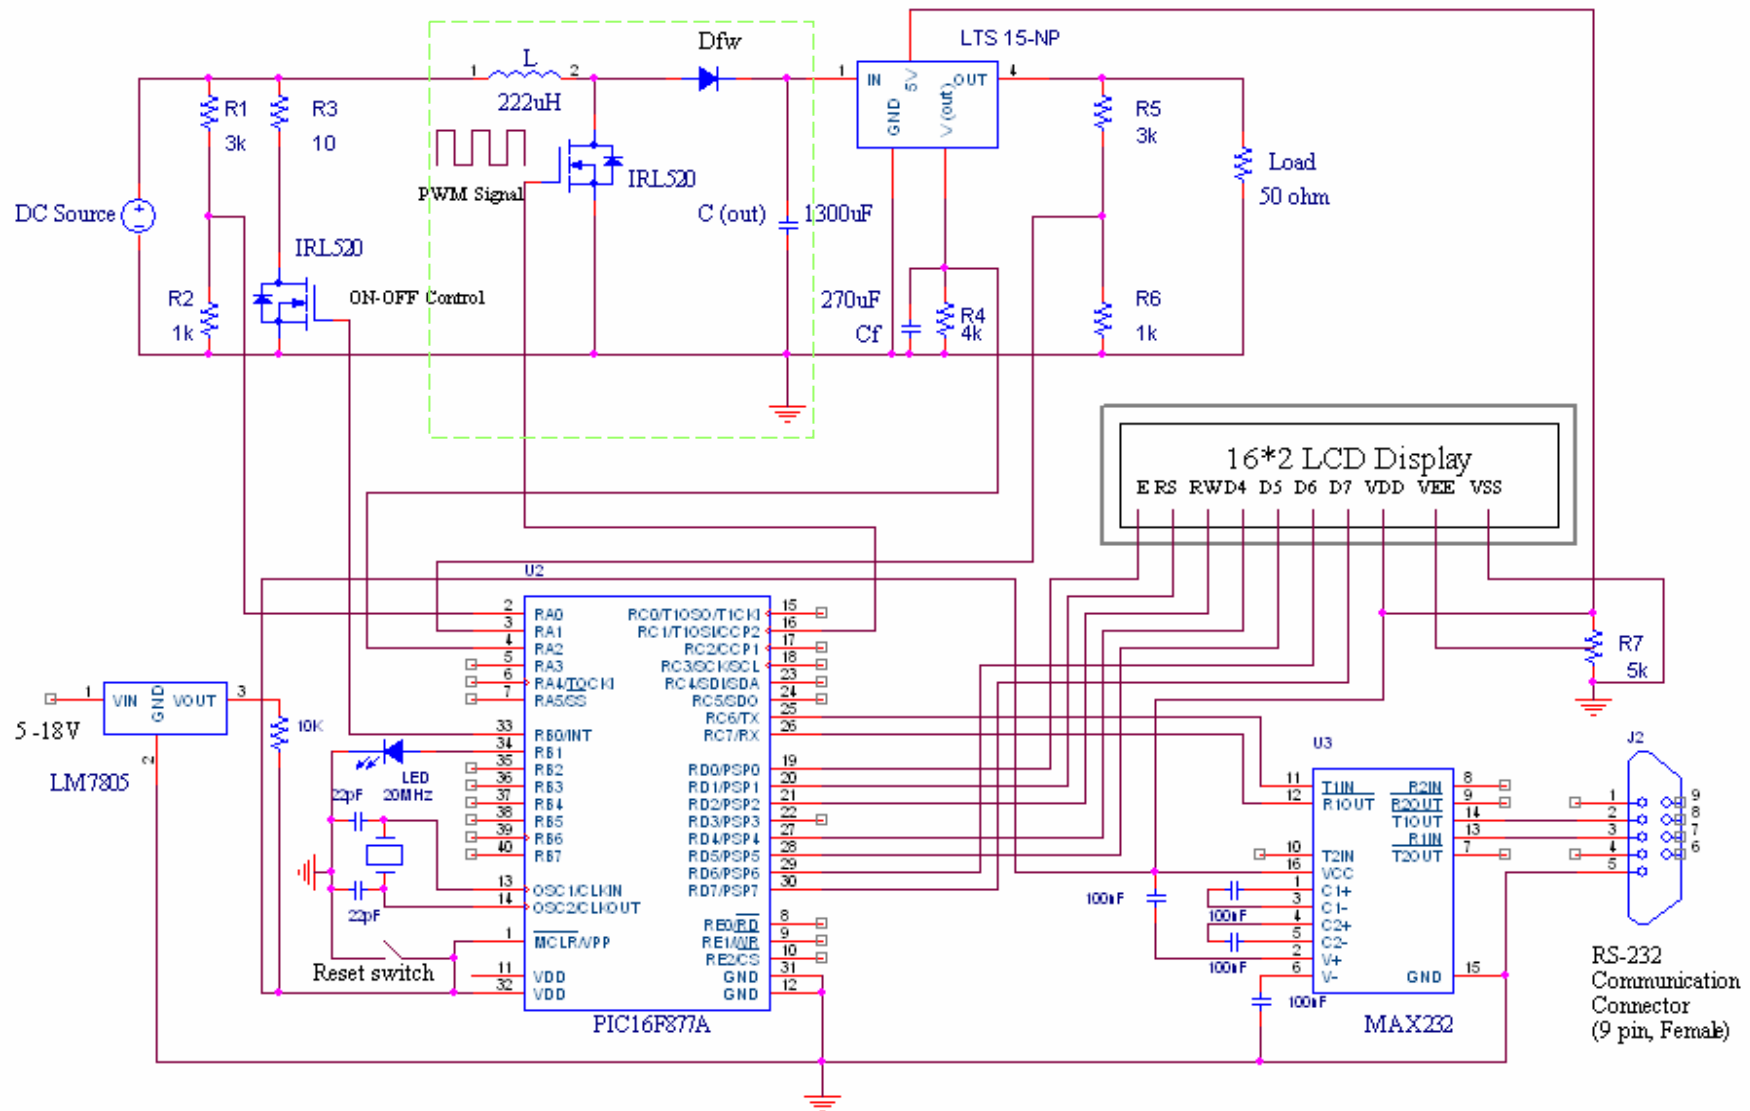 Dfw
LTS 15-NP
L
1
2
222uH
1
IN
5V
OUT
4
GND
V(out)
R1
3k
R3
10
R5
3k
Load
50 ohm
PWM Signal
IRL520
DC Source
C (out)
1300uF
IRL520
R2
1k
ON-OFF Control
270uF
Cf
R4
4k
R6
1k
16*2 LCD Display
E RS RW D4 D5 D6 D7 VDD VEE VSS
U2
2 RA0
3 RA1
4 RA2
5 RA3
6 RA4/TOCKI
7 RA5/SS
33 RB0/INT
34 RB1
35 RB2
36 RB3
37 RB4
38 RB5
39 RB6
40 RB7
13 OSC1/CLKIN
14 OSC2/CLKOUT
1 MCLR/VPP
11 VDD
32 VDD
RC0/T1OSO/T1CKI 15
RC1/T1OSI/CCP2 16
RC2/CCP1 17
RC3/SCK/SCL 18
RC4/SDI/SDA 23
RC5/SDO 24
RC6/TX 25
RC7/RX 26
RD0/PSP0 19
RD1/PSP1 20
RD2/PSP2 21
RD3/PSP3 22
RD4/PSP4 27
RD5/PSP5 28
RD6/PSP6 29
RD7/PSP7 30
RE0/RD 8
RE1/WR 9
RE2/CS 10
GND 31
GND 12
PIC16F877A
1
VIN
GND
VOUT
3
2
5 -18V
LM7805
10K
LED
22pF
20MHz
22pF
Reset switch
R7
5k
U3
11 T1IN
12 R1OUT
10 T2IN
16 VCC
1 C1+
3 C1-
4 C2+
5 C2-
2 V+
6 V-
R2IN 8
R2OUT 9
T1OUT 14
R1IN 13
T2OUT 7
GND 15
MAX232
100nF
100nF
100nF
100nF
J2
1
2
3
4
5
9
8
7
6
RS-232
Communication
Connector
(9 pin, Female)